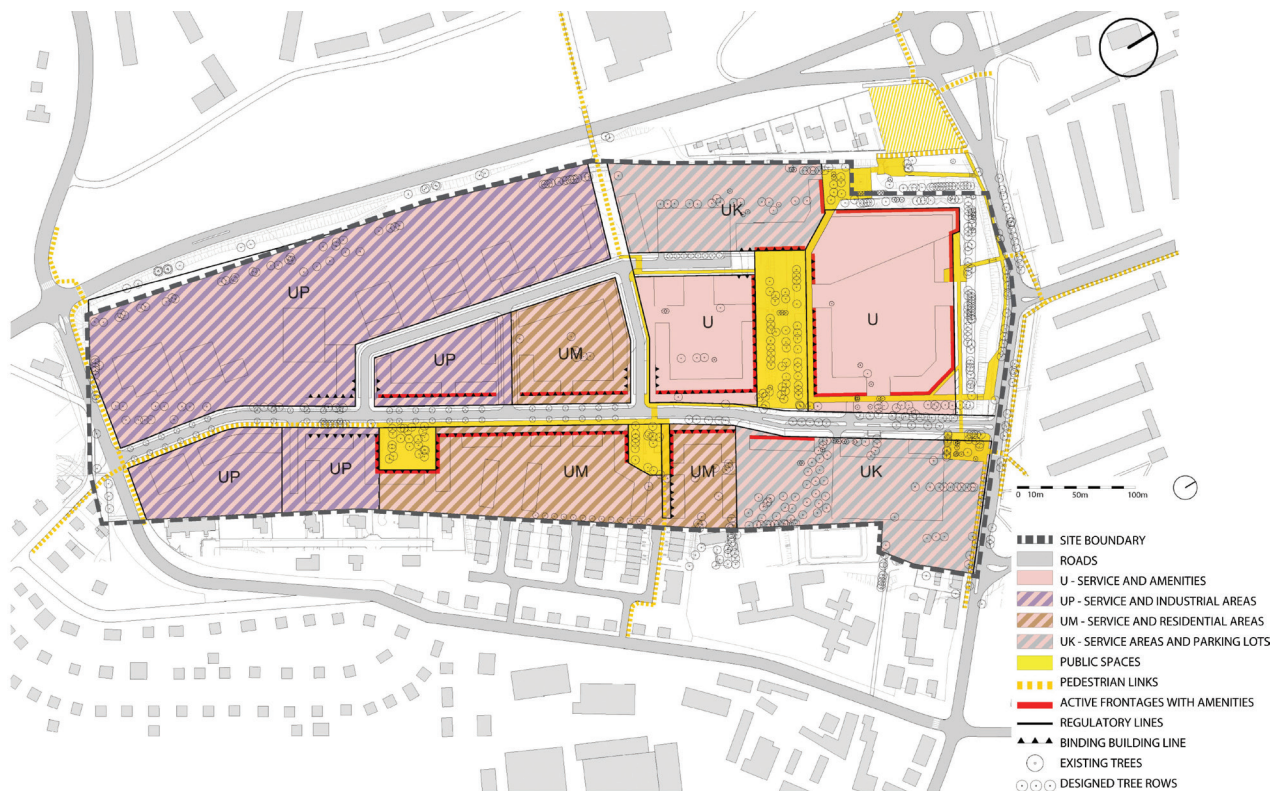 UK
UP
U
U
UP
UM
UP
UP
UM
UM
UK
0 10m 50m 100m
SITE BOUNDARY
ROADS
U - SERVICE AND AMENITIES
UP - SERVICE AND INDUSTRIAL AREAS
UM - SERVICE AND RESIDENTIAL AREAS
UK - SERVICE AREAS AND PARKING LOTS
PUBLIC SPACES
PEDESTRIAN LINKS
ACTIVE FRONTAGES WITH AMENITIES
REGULATORY LINES
BINDING BUILDING LINE
EXISTING TREES
DESIGNED TREE ROWS